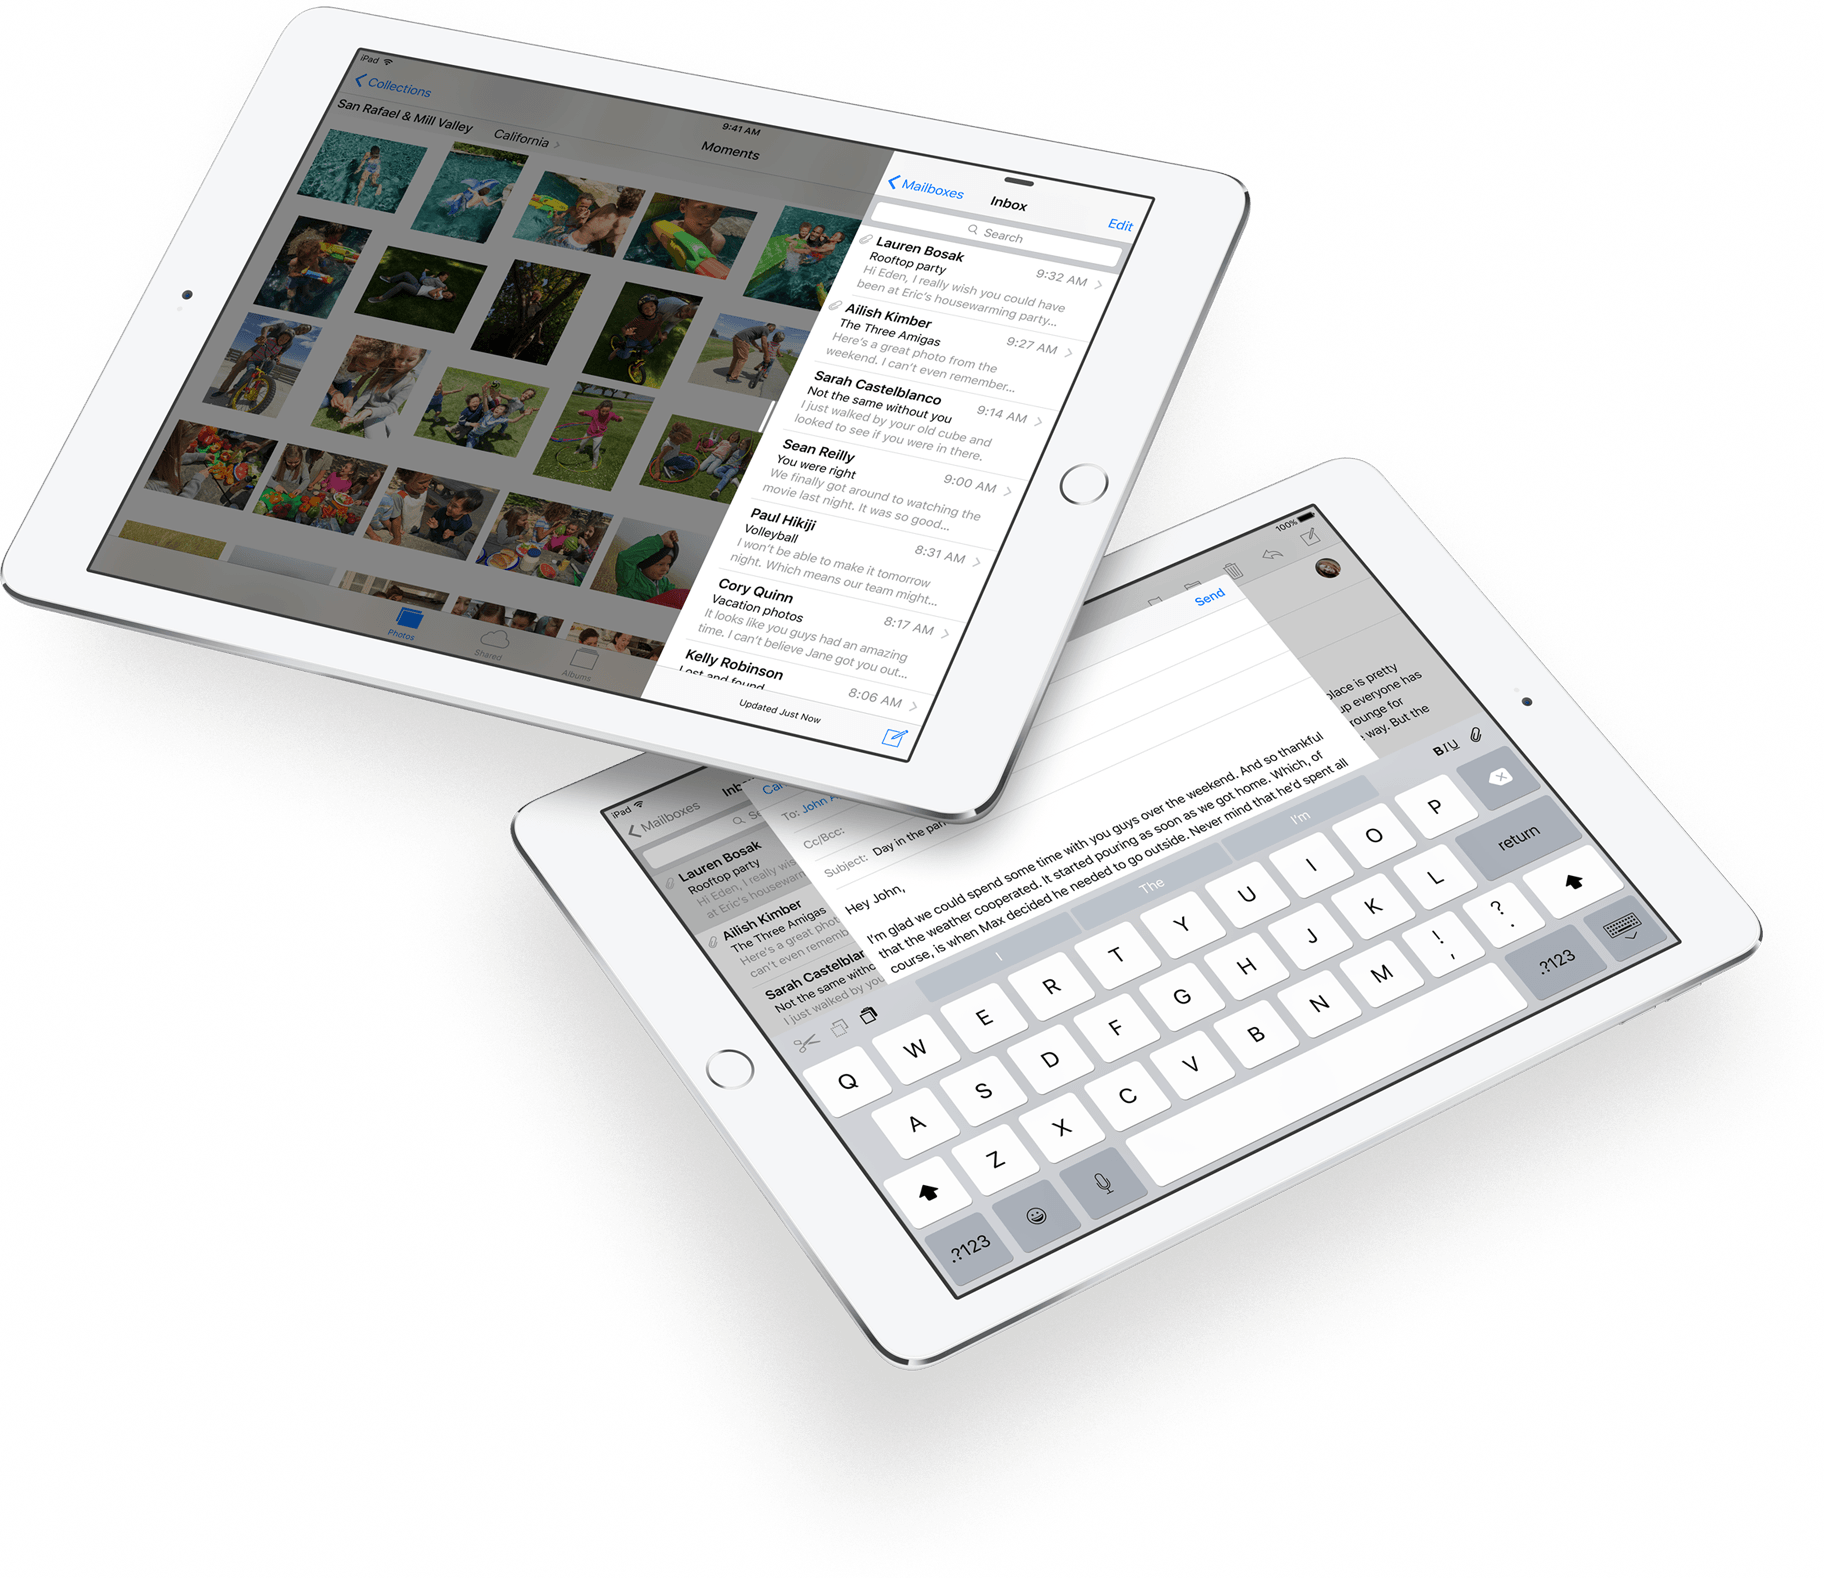 iPad
Collections
9:41 AM
San Rafael & Mill Valley California
Moments
Photos
Shared
Albums
Mailboxes
Inbox
Edit
Search
Lauren Bosak
9:32 AM
Rooftop party
Hi Eden, I really wish you could have
been at Eric's housewarming party...
Ailish Kimber
9:27 AM
The Three Amigas
Here's a great photo from the
weekend. I can't even remember...
Sarah Castelblanco
9:14 AM
Not the same without you
I just walked by your old cube and
looked to see if you were in there.
Sean Reilly
9:00 AM
You were right
We finally got around to watching the
movie last night. It was so good...
Paul Hikiji
8:31 AM
Volleyball
I won't be able to make it tomorrow
night. Which means our team might...
Cory Quinn
8:17 AM
Vacation photos
It looks like you guys had an amazing
time. I can't believe Jane got you out...
Kelly Robinson
8:06 AM
Lost and found
Updated Just Now
iPad
100%
Mailboxes
Lauren Bosak
Rooftop party
Hi Eden, I really wish
at Eric's housewarm
Ailish Kimber
The Three Amigas
Here's a great phot
can't even rememb
Sarah Castelblar
Not the same witho
I just walked by you
Send
To: John
Cc/Bcc:
Subject: Day in the
Hey John,
I'm glad we could spend some time with you guys over the weekend. And so thankful
that the weather cooperated. It started pouring as soon as we got home. Which, of
course, is when Max decided he needed to go outside. Never mind that he'd spent all
place is pretty
up everyone has
rounge for
way. But the
I The I'm
B I U
Q W E R T Y U I O P
A S D F G H J K L return
Z X C V B N M ! , ? .
.?123 .?123